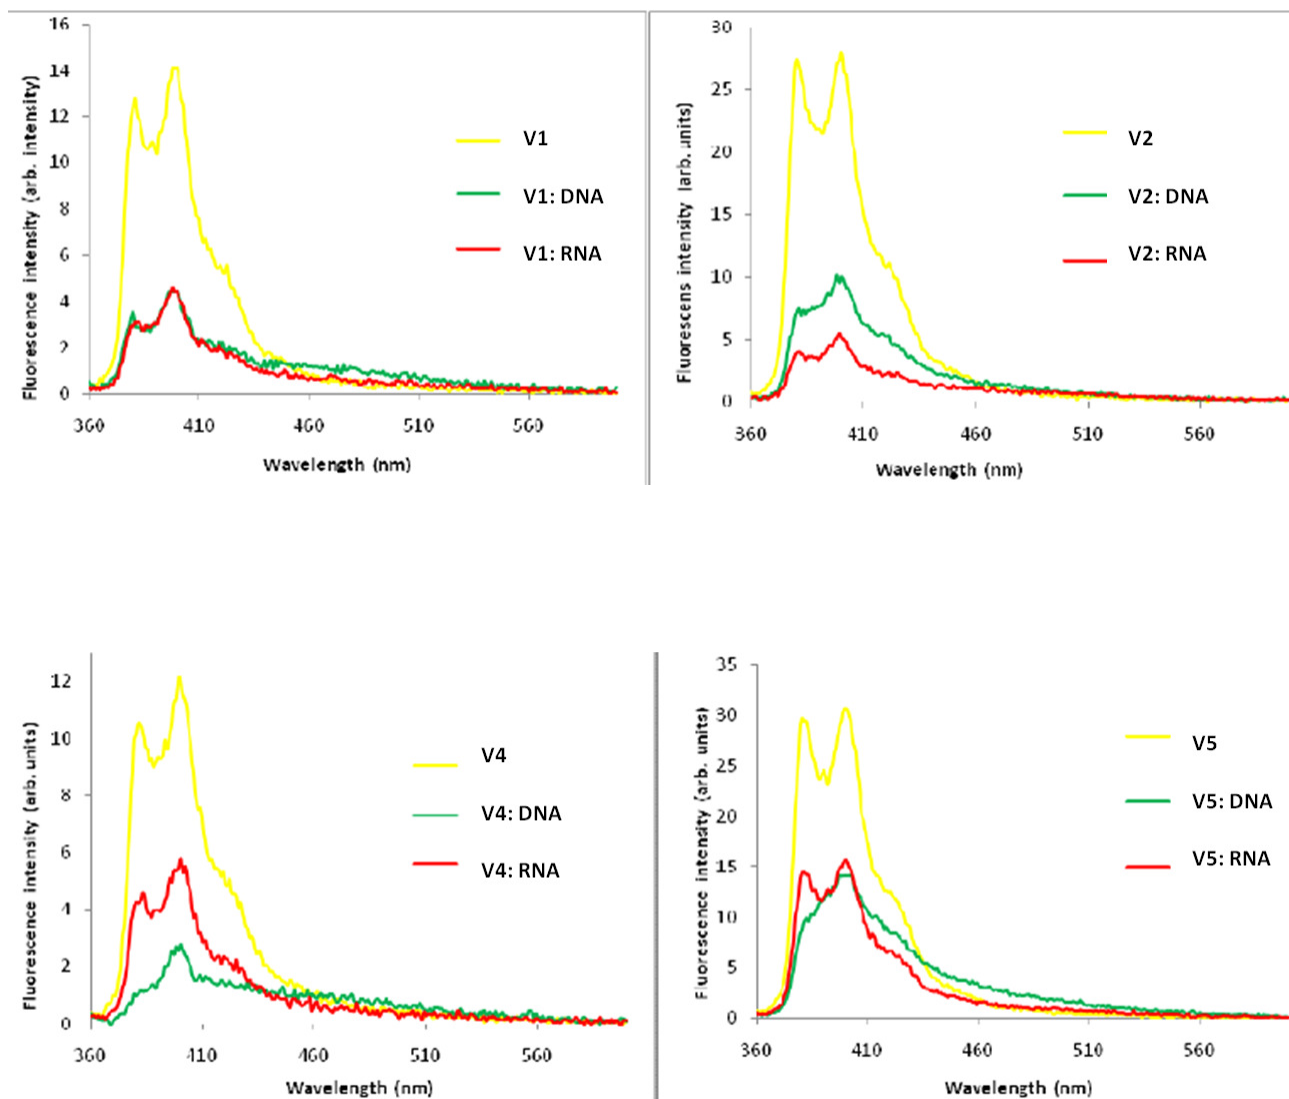 16
14
12
10
8
6
4
2
0
Fluorescence intensity (arb. intensity)
V1
V1: DNA
V1: RNA
360 410 460 510 560
Wavelength (nm)
30
25
20
15
10
5
0
Fluorescens intensity (arb. units)
V2
V2: DNA
V2: RNA
360 410 460 510 560
Wavelength (nm)
12
10
8
6
4
2
0
Fluorescence intensity (arb. units)
V4
V4: DNA
V4: RNA
360 410 460 510 560
Wavelength (nm)
35
30
25
20
15
10
5
0
Fluorescence intensity (arb. units)
V5
V5: DNA
V5: RNA
360 410 460 510 560
Wavelength (nm)